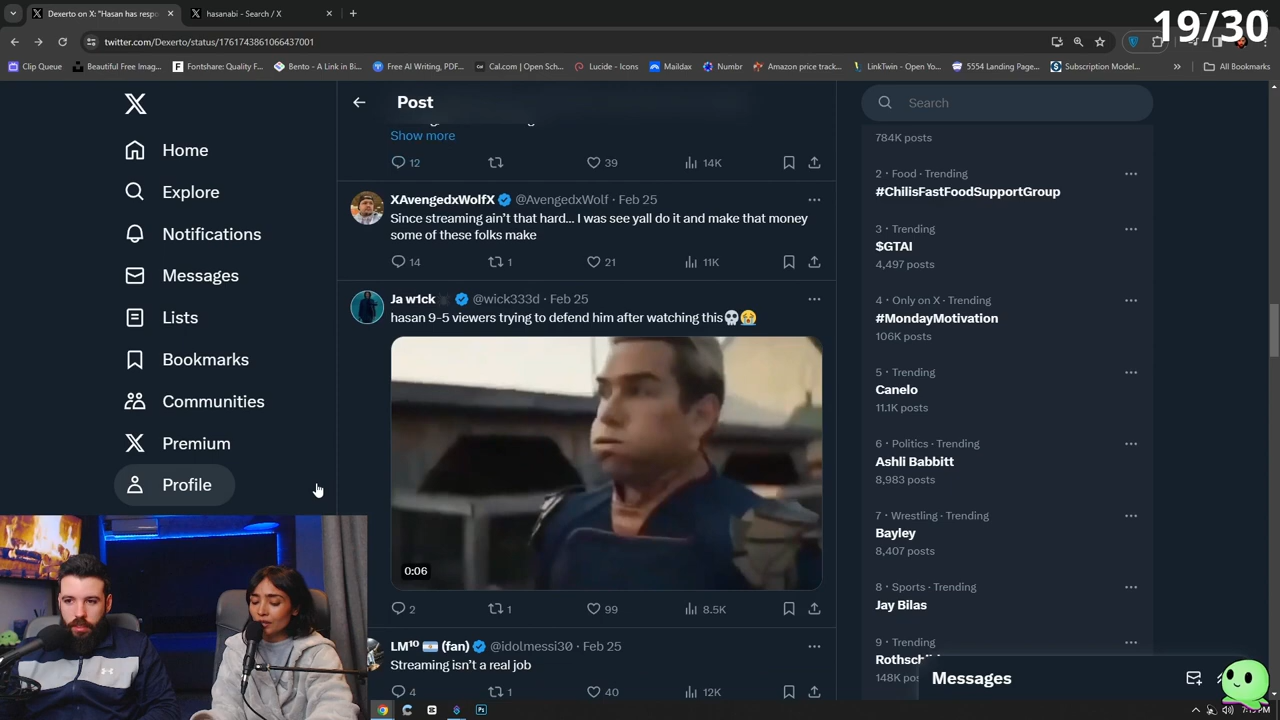 Dexerto on X: "Hasan has resp
hasanabi - Search / X
19/30
twitter.com/Dexerto/status/1761743861066437001
Clip Queue
Beautiful Free Imag...
Fontshare: Quality F...
Bento - A Link in Bi...
Free AI Writing, PDF...
Cal.com | Open Sch...
Lucide - Icons
Maildax
Numbr
Amazon price track...
LinkTwin - Open Yo...
5554 Landing Page...
Subscription Model...
All Bookmarks
Home
Explore
Notifications
Messages
Lists
Bookmarks
Communities
Premium
Profile
Post
Show more
12
39
14K
XAvengedxWolfX @AvengedxWolf · Feb 25
Since streaming ain't that hard... I was see yall do it and make that money
some of these folks make
14
1
21
11K
Ja w1ck @wick333d · Feb 25
hasan 9-5 viewers trying to defend him after watching this💀😭
0:06
2
1
99
8.5K
LM¹⁰ 🇦🇷 (fan) @idolmessi30 · Feb 25
Streaming isn't a real job
4
1
40
12K
Search
784K posts
2 · Food · Trending
#ChilisFastFoodSupportGroup
3 · Trending
$GTAI
4,497 posts
4 · Only on X · Trending
#MondayMotivation
106K posts
5 · Trending
Canelo
11.1K posts
6 · Politics · Trending
Ashli Babbitt
8,983 posts
7 · Wrestling · Trending
Bayley
8,407 posts
8 · Sports · Trending
Jay Bilas
9 · Trending
148K pos
Messages